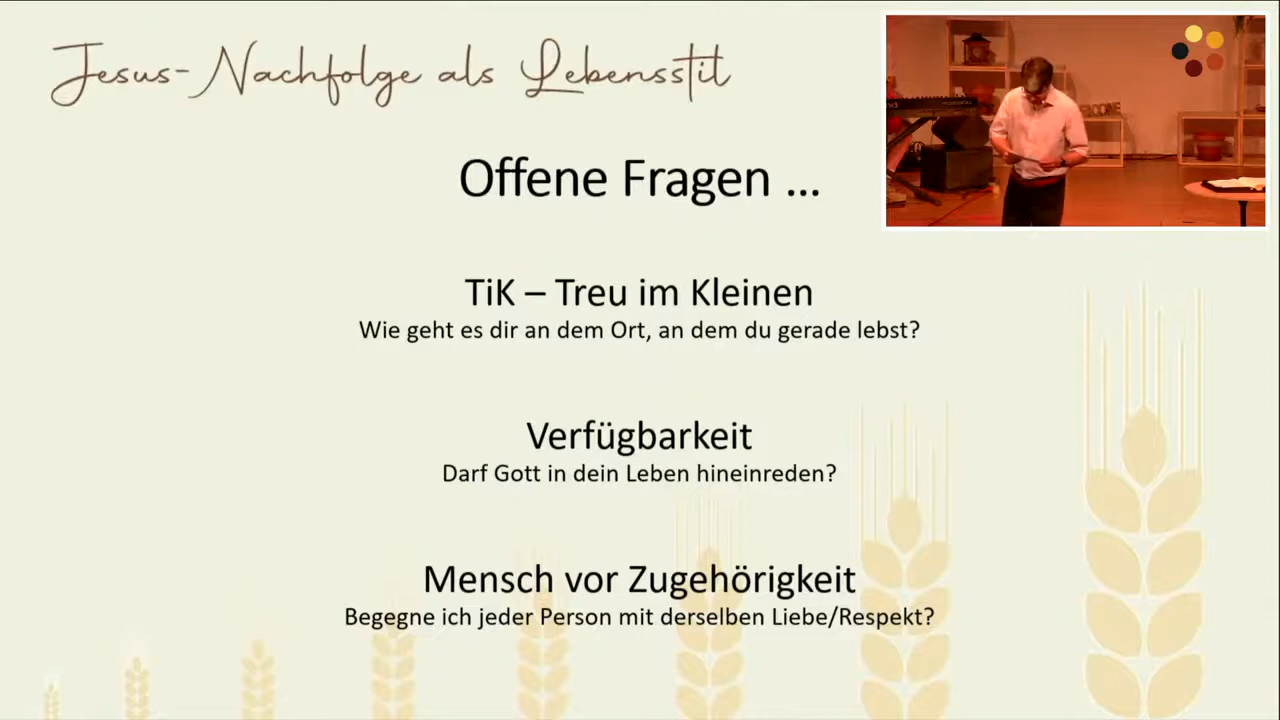 Jesus-Nachfolge als Lebensstil
Offene Fragen ...
TiK – Treu im Kleinen
Wie geht es dir an dem Ort, an dem du gerade lebst?
Verfügbarkeit
Darf Gott in dein Leben hineinreden?
Mensch vor Zugehörigkeit
Begegne ich jeder Person mit derselben Liebe/Respekt?